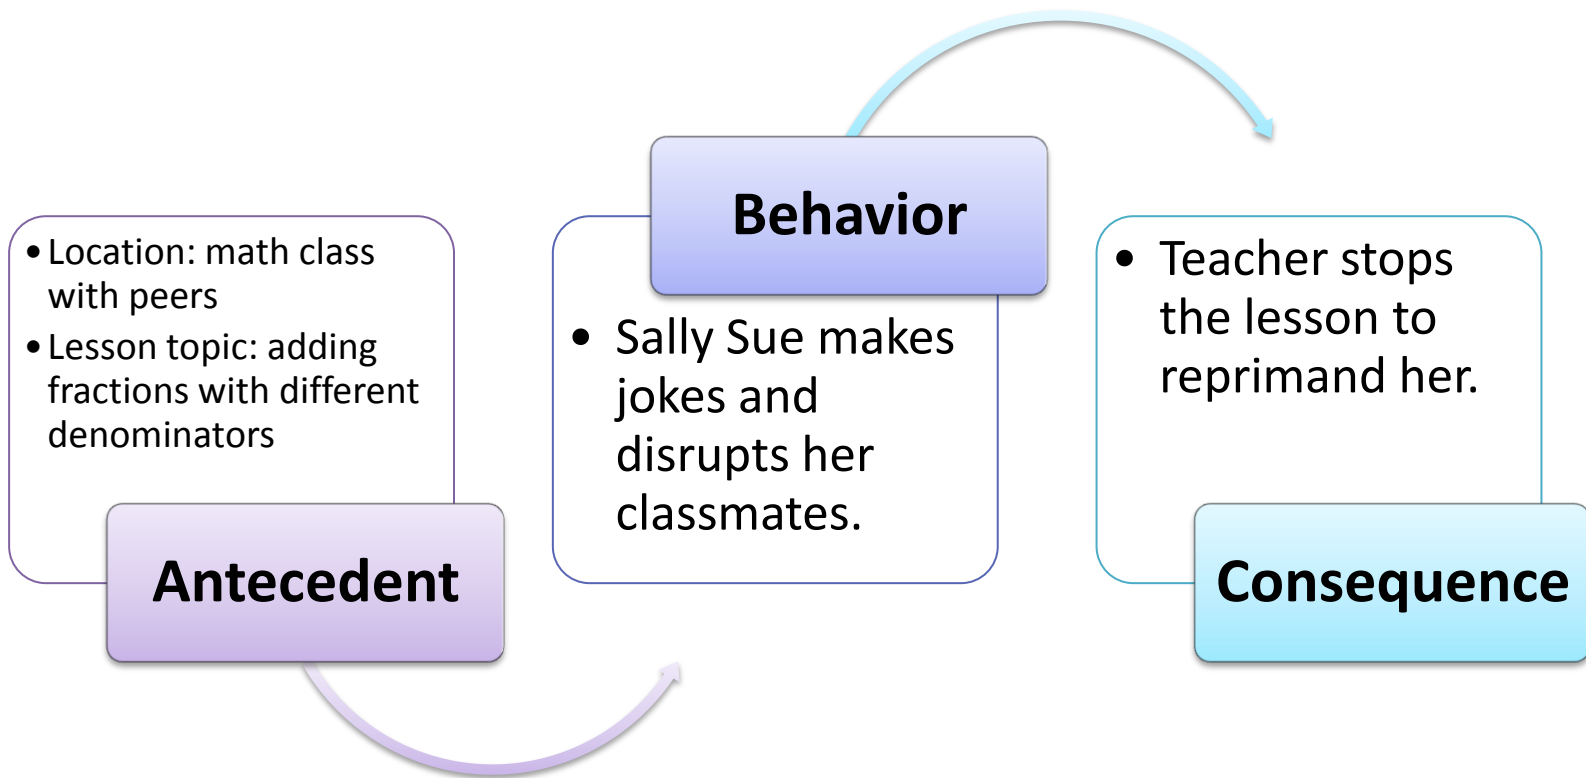 • Location: math class
with peers
• Lesson topic: adding
fractions with different
denominators
Antecedent
Behavior
• Sally Sue makes
jokes and
disrupts her
classmates.
• Teacher stops
the lesson to
reprimand her.
Consequence